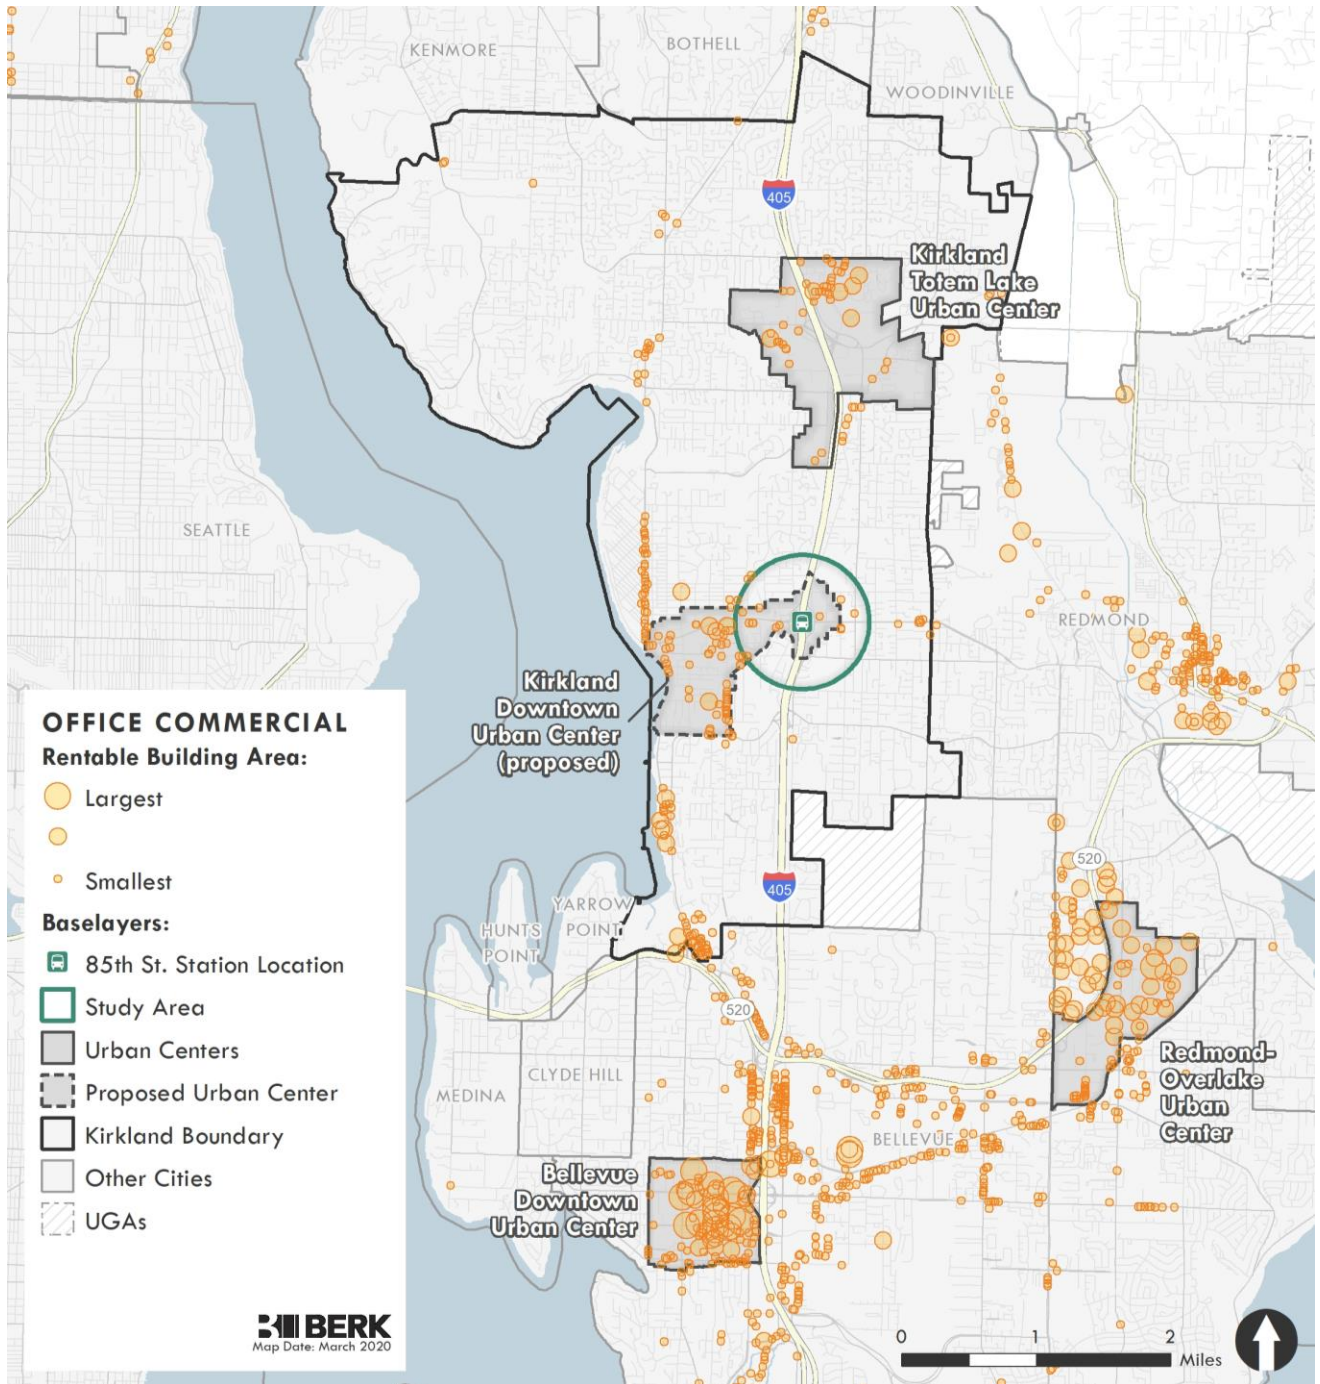 KENMORE
BOTHELL
WOODINVILLE
405
Kirkland
Totem Lake
Urban Center
SEATTLE
REDMOND
Kirkland
Downtown
Urban Center
(proposed)
OFFICE COMMERCIAL
Rentable Building Area:
Largest
Smallest
Baselayers:
85th St. Station Location
Study Area
Urban Centers
Proposed Urban Center
Kirkland Boundary
Other Cities
UGAs
BERK
Map Date: March 2020
520
405
YARROW
POINT
HUNTS
POINT
520
CLYDE HILL
MEDINA
BELLEVUE
Redmond-
Overlake
Urban
Center
Bellevue
Downtown
Urban Center
0 1 2
Miles